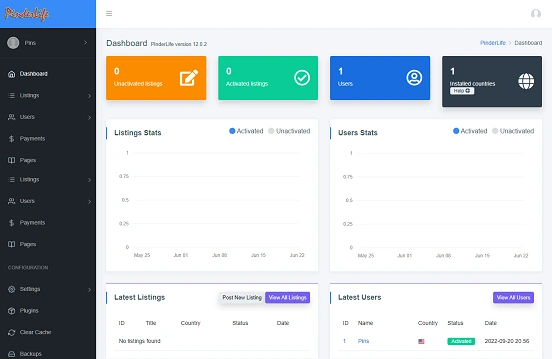 PinderLife
Pins
Dashboard
Listings
Users
Payments
Pages
Listings
Users
Payments
Pages
CONFIGURATION
Settings
Plugins
Clear Cache
Backups
Dashboard PinderLife version 12.0.2
PinderLife > Dashboard
0
Unactivated listings
0
Activated listings
1
Users
1
Installed countries
Help
Listings Stats
Activated Unactivated
1
0.75
0.5
0.25
0
May 25 Jun 01 Jun 08 Jun 15 Jun 22
Users Stats
Activated Unactivated
1
0.75
0.5
0.25
0
May 25 Jun 01 Jun 08 Jun 15 Jun 22
Latest Listings
Post New Listing View All Listings
ID Title Country Status Date
No listings found
Latest Users
View All Users
ID Name Country Status Date
1 Pins Activated 2022-09-20 20:56